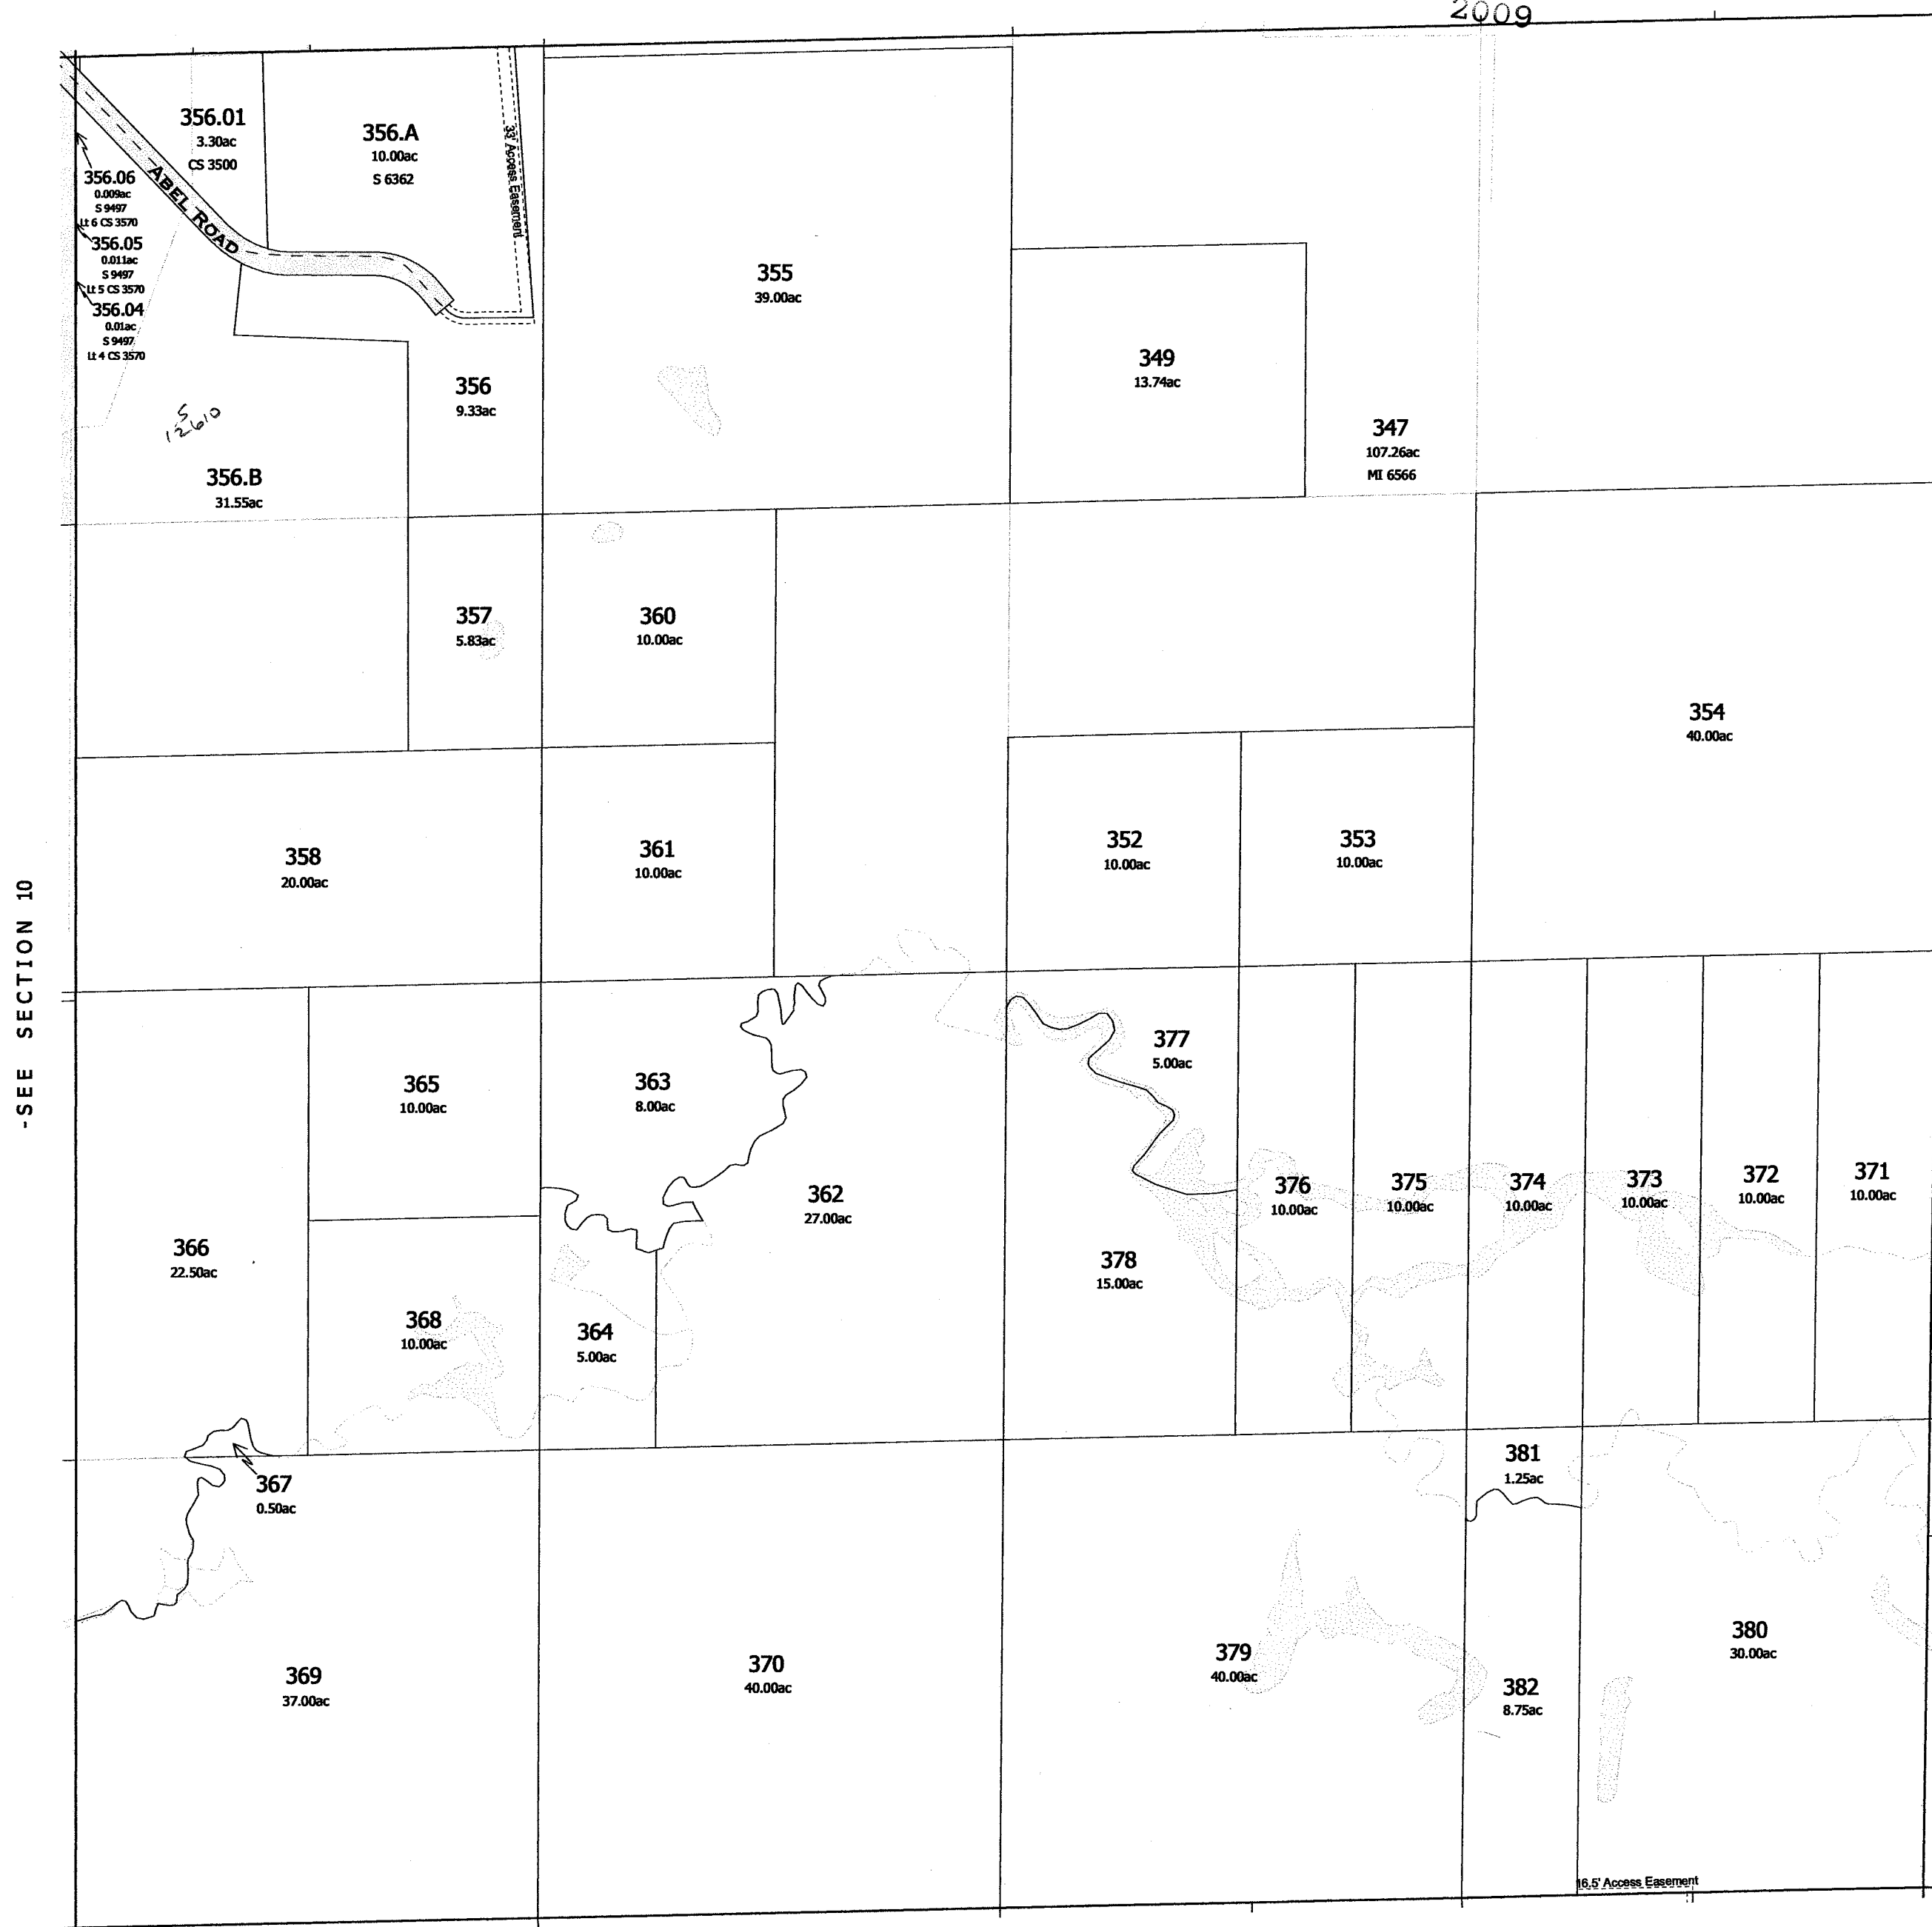 2009
356.01
3.30ac
CS 3500
356.A
10.00ac
S 6362
33' Access Easement
ABEL ROAD
356.06
0.009ac
S 9497
Lt 6 CS 3570
356.05
0.011ac
S 9497
Lt 5 CS 3570
356.04
0.01ac
S 9497
Lt 4 CS 3570
355
39.00ac
349
13.74ac
356
9.33ac
S
12610
347
107.26ac
MI 6566
356.B
31.55ac
357
5.83ac
360
10.00ac
354
40.00ac
358
20.00ac
361
10.00ac
352
10.00ac
353
10.00ac
-SEE SECTION 10
365
10.00ac
363
8.00ac
377
5.00ac
366
22.50ac
362
27.00ac
376
10.00ac
375
10.00ac
374
10.00ac
373
10.00ac
372
10.00ac
371
10.00ac
378
15.00ac
368
10.00ac
364
5.00ac
367
0.50ac
381
1.25ac
369
37.00ac
370
40.00ac
379
40.00ac
382
8.75ac
380
30.00ac
16.5' Access Easement